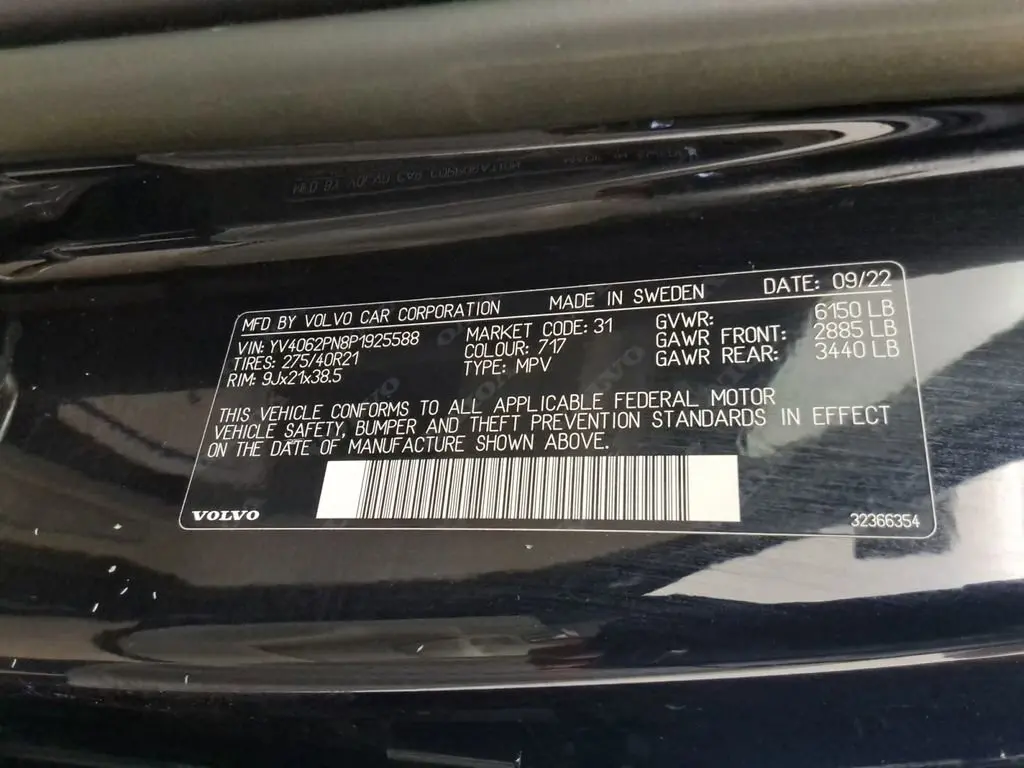 MFD BY VOLVO CAR CORPORATION MADE IN SWEDEN DATE: 09/22
VIN: YV4062PN8P1925588 MARKET CODE: 31 GVWR: 6150 LB
TIRES: 275/40R21 COLOUR: 717 GAWR FRONT: 2885 LB
RIM: 9Jx21x38.5 TYPE: MPV GAWR REAR: 3440 LB
THIS VEHICLE CONFORMS TO ALL APPLICABLE FEDERAL MOTOR
VEHICLE SAFETY, BUMPER AND THEFT PREVENTION STANDARDS IN EFFECT
ON THE DATE OF MANUFACTURE SHOWN ABOVE.
VOLVO 32366354